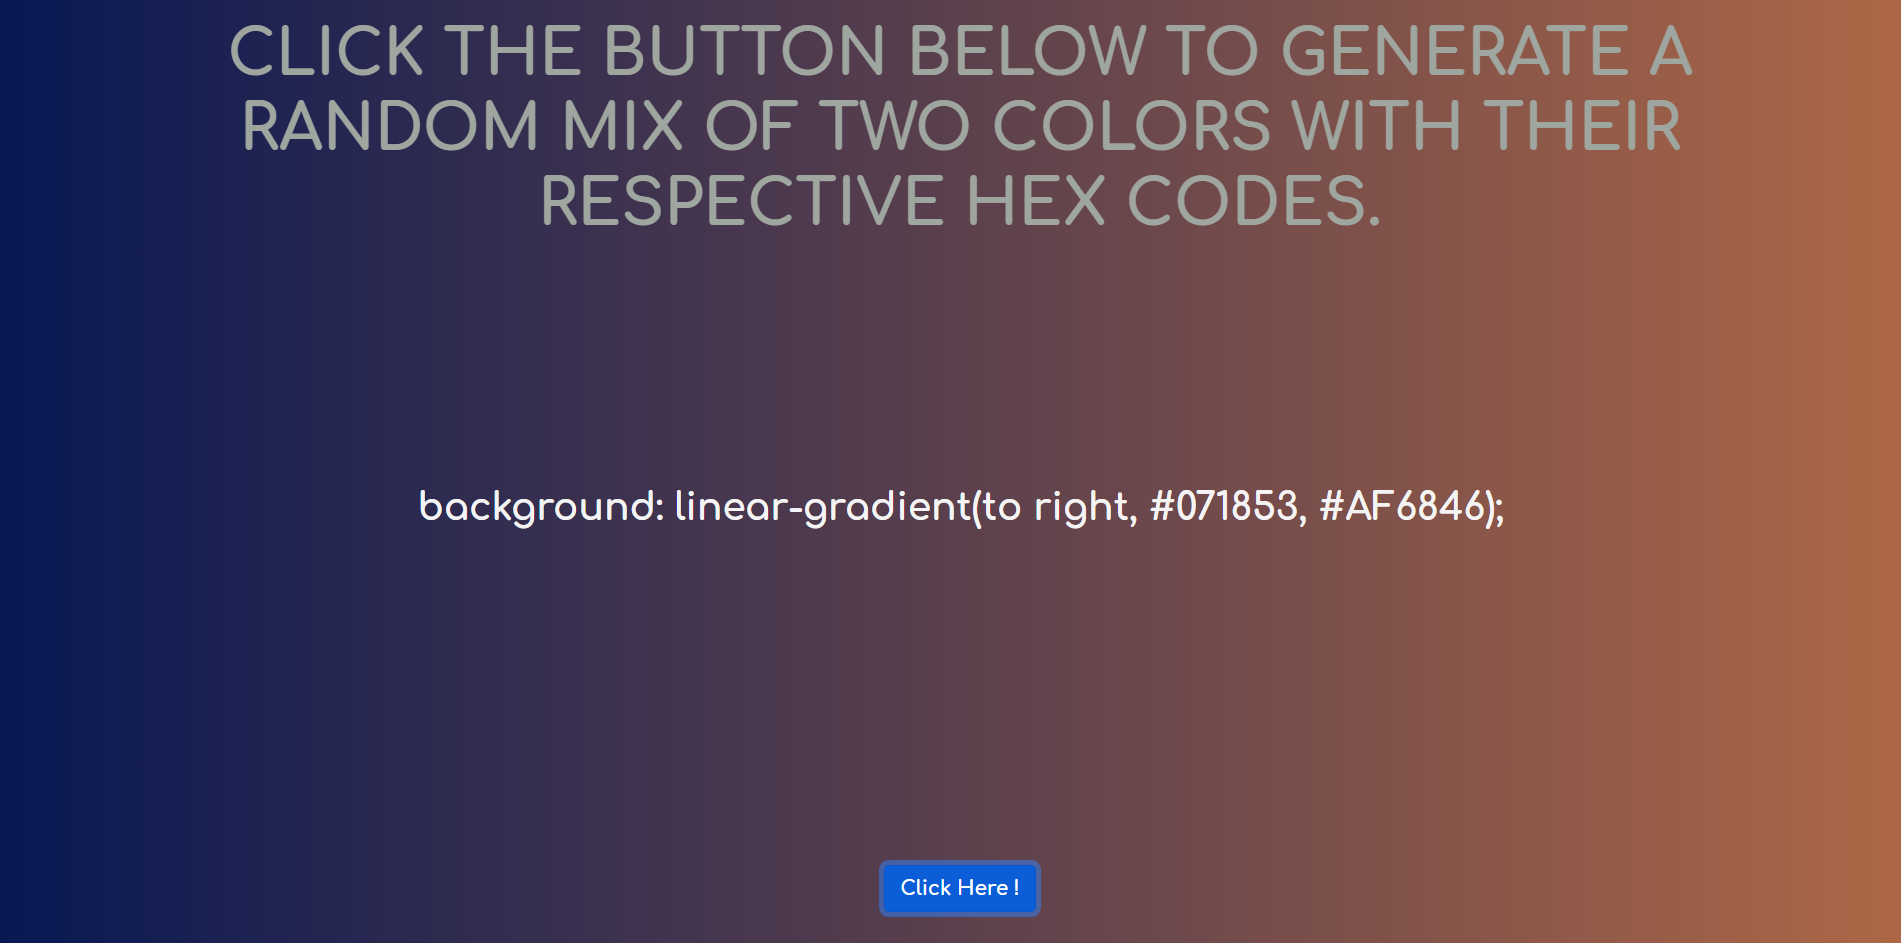 CLICK THE BUTTON BELOW TO GENERATE A
RANDOM MIX OF TWO COLORS WITH THEIR
RESPECTIVE HEX CODES.
background: linear-gradient(to right, #071853, #AF6846);
Click Here !